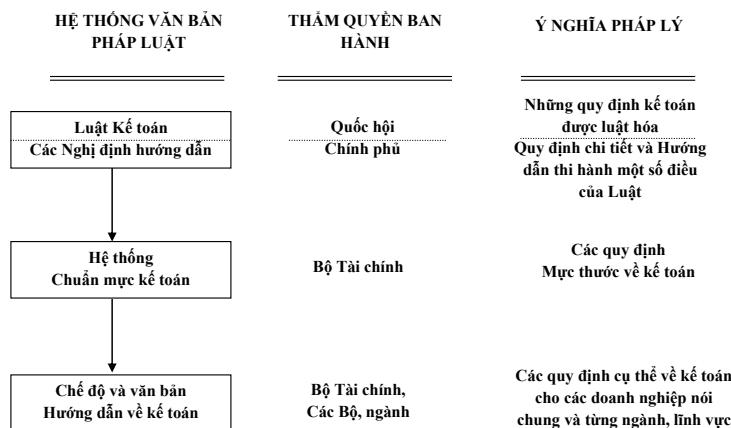 HỆ THỐNG VĂN BẢN
PHÁP LUẬT
THẨM QUYỀN BAN
HÀNH
Ý NGHĨA PHÁP LÝ
Luật Kế toán
Các Nghị định hướng dẫn
Quốc hội
Chính phủ
Những quy định kế toán
được luật hóa
Quy định chi tiết và Hướng
dẫn thi hành một số điều
của Luật
Hệ thống
Chuẩn mực kế toán
Bộ Tài chính
Các quy định
Mực thước về kế toán
Chế độ và văn bản
Hướng dẫn về kế toán
Bộ Tài chính,
Các Bộ, ngành
Các quy định cụ thể về kế toán
cho các doanh nghiệp nói
chung và từng ngành, lĩnh vực